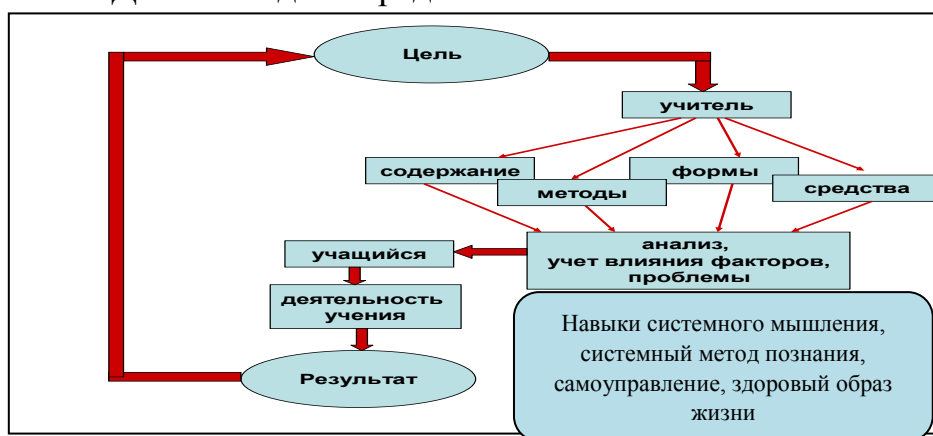 Цель
учитель
содержание
методы
формы
средства
анализ,
учет влияния факторов,
проблемы
учащийся
деятельность
учения
Результат
Навыки системного мышления,
системный метод познания,
самоуправление, здоровый образ
жизни